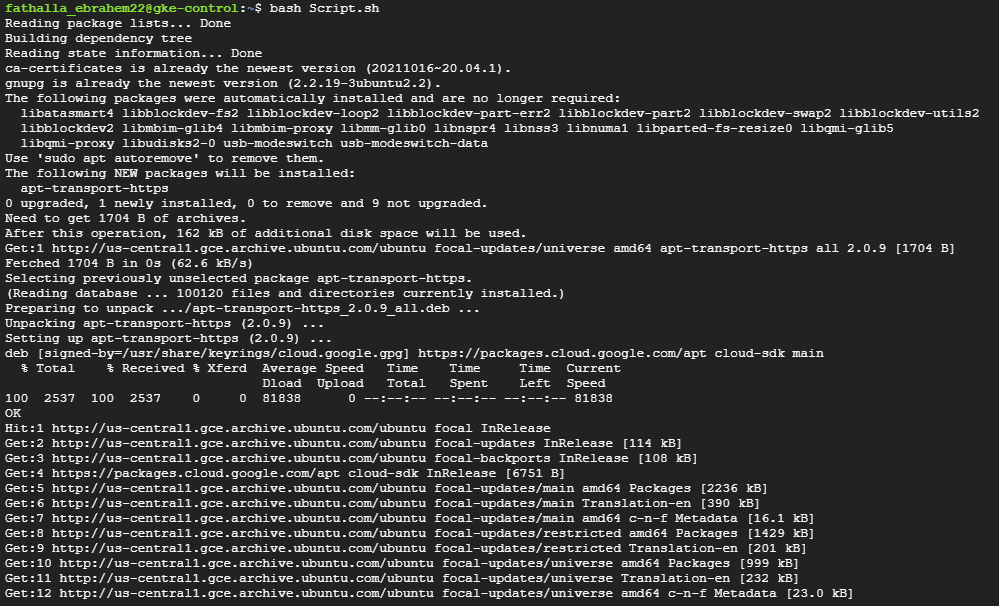 fathalla_ebrahem22@gke-control:~$ bash Script.sh
Reading package lists... Done
Building dependency tree
Reading state information... Done
ca-certificates is already the newest version (20211016~20.04.1).
gnupg is already the newest version (2.2.19-3ubuntu2.2).
The following packages were automatically installed and are no longer required:
  libatasmart4 libblockdev-fs2 libblockdev-loop2 libblockdev-part-err2 libblockdev-part2 libblockdev-swap2 libblockdev-utils2
  libblockdev2 libmbim-glib4 libmbim-proxy libmm-glib0 libnspr4 libnss3 libnuma1 libparted-fs-resize0 libqmi-glib5
  libqmi-proxy libudisks2-0 usb-modeswitch usb-modeswitch-data
Use 'sudo apt autoremove' to remove them.
The following NEW packages will be installed:
  apt-transport-https
0 upgraded, 1 newly installed, 0 to remove and 9 not upgraded.
Need to get 1704 B of archives.
After this operation, 162 kB of additional disk space will be used.
Get:1 http://us-central1.gce.archive.ubuntu.com/ubuntu focal-updates/universe amd64 apt-transport-https all 2.0.9 [1704 B]
Fetched 1704 B in 0s (62.6 kB/s)
Selecting previously unselected package apt-transport-https.
(Reading database ... 100120 files and directories currently installed.)
Preparing to unpack .../apt-transport-https_2.0.9_all.deb ...
Unpacking apt-transport-https (2.0.9) ...
Setting up apt-transport-https (2.0.9) ...
deb [signed-by=/usr/share/keyrings/cloud.google.gpg] https://packages.cloud.google.com/apt cloud-sdk main
  % Total    % Received % Xferd  Average Speed   Time    Time     Time  Current
                                 Dload  Upload   Total   Spent    Left  Speed
100  2537  100  2537    0     0  81838      0 --:--:-- --:--:-- --:--:-- 81838
OK
Hit:1 http://us-central1.gce.archive.ubuntu.com/ubuntu focal InRelease
Get:2 http://us-central1.gce.archive.ubuntu.com/ubuntu focal-updates InRelease [114 kB]
Get:3 http://us-central1.gce.archive.ubuntu.com/ubuntu focal-backports InRelease [108 kB]
Get:4 https://packages.cloud.google.com/apt cloud-sdk InRelease [6751 B]
Get:5 http://us-central1.gce.archive.ubuntu.com/ubuntu focal-updates/main amd64 Packages [2236 kB]
Get:6 http://us-central1.gce.archive.ubuntu.com/ubuntu focal-updates/main Translation-en [390 kB]
Get:7 http://us-central1.gce.archive.ubuntu.com/ubuntu focal-updates/main amd64 c-n-f Metadata [16.1 kB]
Get:8 http://us-central1.gce.archive.ubuntu.com/ubuntu focal-updates/restricted amd64 Packages [1429 kB]
Get:9 http://us-central1.gce.archive.ubuntu.com/ubuntu focal-updates/restricted Translation-en [201 kB]
Get:10 http://us-central1.gce.archive.ubuntu.com/ubuntu focal-updates/universe amd64 Packages [999 kB]
Get:11 http://us-central1.gce.archive.ubuntu.com/ubuntu focal-updates/universe Translation-en [232 kB]
Get:12 http://us-central1.gce.archive.ubuntu.com/ubuntu focal-updates/universe amd64 c-n-f Metadata [23.0 kB]